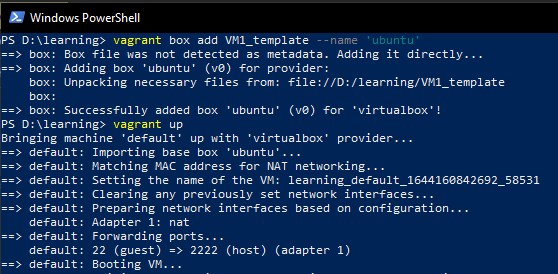 Windows PowerShell
PS D:\learning> vagrant box add VM1_template --name 'ubuntu'
==> box: Box file was not detected as metadata. Adding it directly...
==> box: Adding box 'ubuntu' (v0) for provider:
    box: Unpacking necessary files from: file://D:/learning/VM1_template
    box:
==> box: Successfully added box 'ubuntu' (v0) for 'virtualbox'!
PS D:\learning> vagrant up
Bringing machine 'default' up with 'virtualbox' provider...
==> default: Importing base box 'ubuntu'...
==> default: Matching MAC address for NAT networking...
==> default: Setting the name of the VM: learning_default_1644160842692_58531
==> default: Clearing any previously set network interfaces...
==> default: Preparing network interfaces based on configuration...
    default: Adapter 1: nat
==> default: Forwarding ports...
    default: 22 (guest) => 2222 (host) (adapter 1)
==> default: Booting VM...